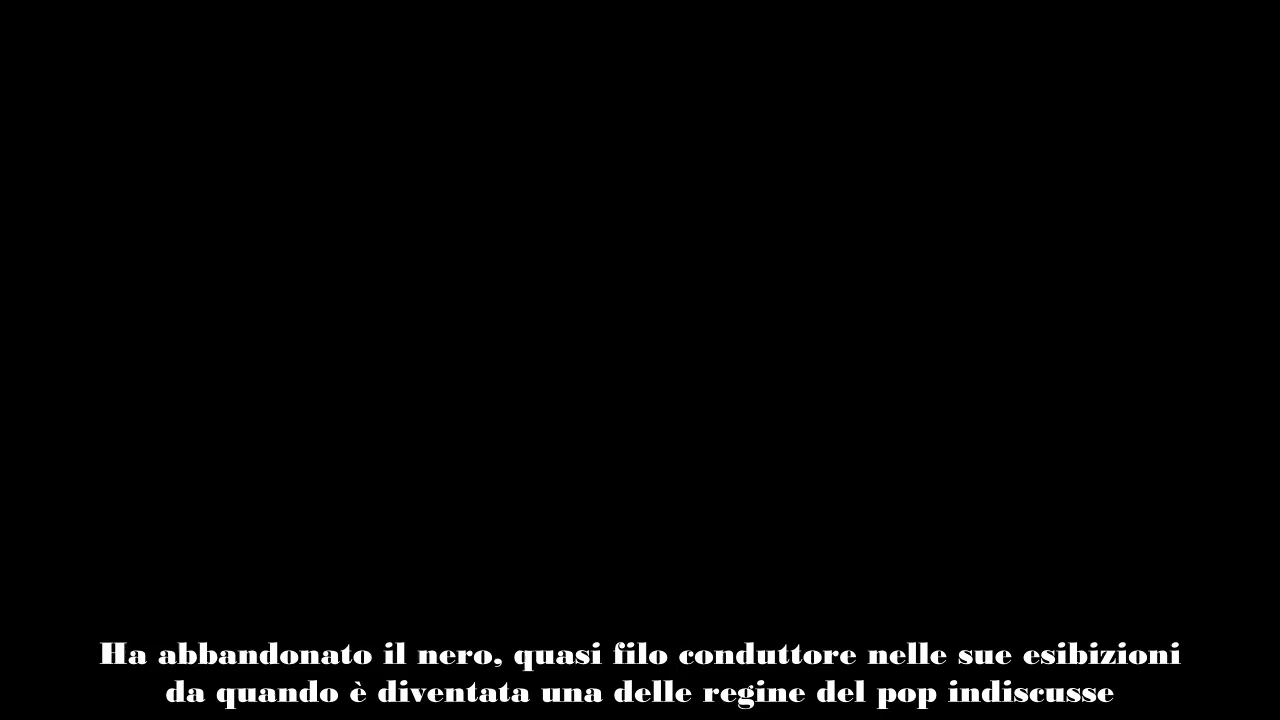 Ha abbandonato il nero, quasi filo conduttore nelle sue esibizioni
da quando è diventata una delle regine del pop indiscusse